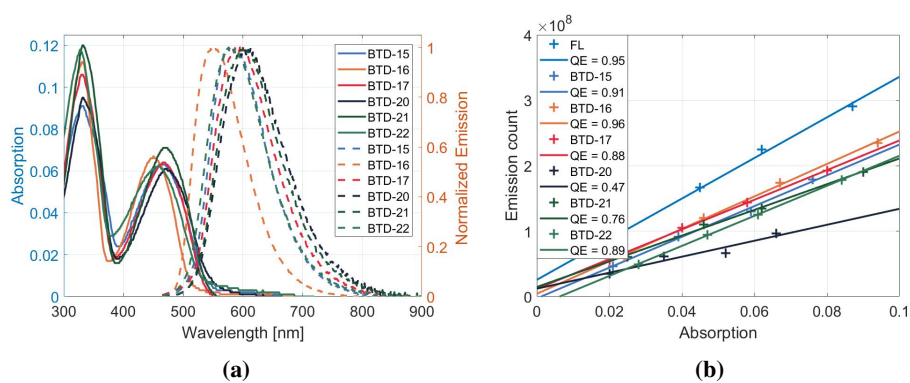 0.12
0.1
0.08
0.06
0.04
0.02
0
Absorption
300 400 500 600 700 800 900
Wavelength [nm]
1
0.8
0.6
0.4
0.2
0
Normalized Emission
BTD-15
BTD-16
BTD-17
BTD-20
BTD-21
BTD-22
BTD-15
BTD-16
BTD-17
BTD-20
BTD-21
BTD-22
(a)
×10⁸
4
3
2
1
0
Emission count
0 0.02 0.04 0.06 0.08 0.1
Absorption
FL
QE = 0.95
BTD-15
QE = 0.91
BTD-16
QE = 0.96
BTD-17
QE = 0.88
BTD-20
QE = 0.47
BTD-21
QE = 0.76
BTD-22
QE = 0.89
(b)